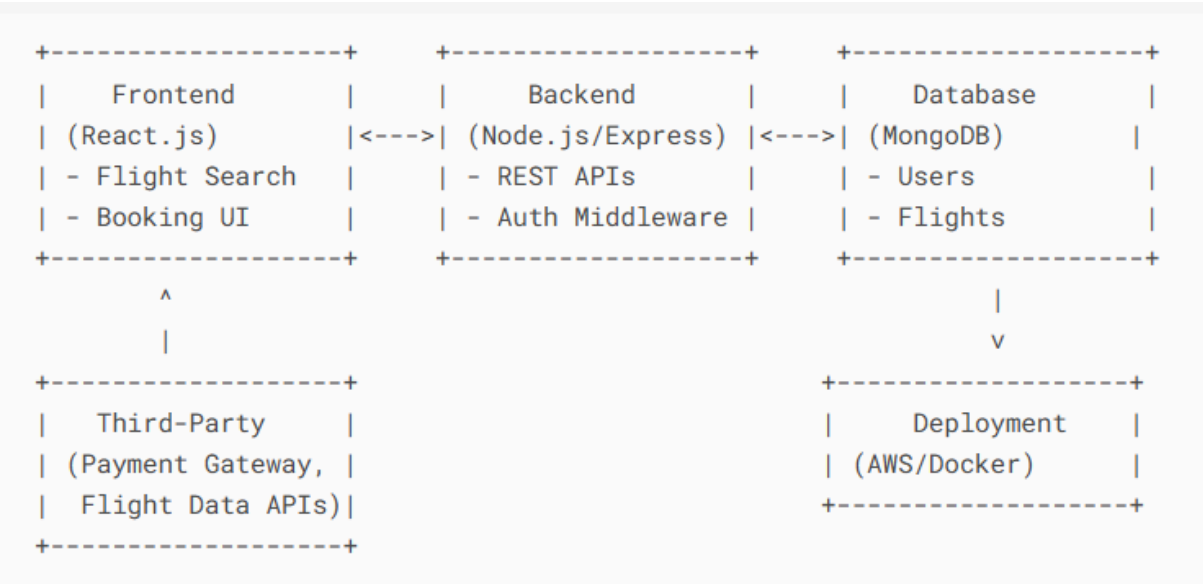 +-------------------+     +-------------------+     +-------------------+
|     Frontend       |     |     Backend       |     |     Database       |
| (React.js)        |<--->| (Node.js/Express) |<--->| (MongoDB)        |
| - Flight Search   |     | - REST APIs       |     | - Users           |
| - Booking UI      |     | - Auth Middleware |     | - Flights         |
+-------------------+     +-------------------+     +-------------------+
        ^                                                      |
        |                                                      v
+-------------------+                              +-------------------+
|   Third-Party     |                              |     Deployment    |
| (Payment Gateway, |                              | (AWS/Docker)      |
|  Flight Data APIs)|                              +-------------------+
+-------------------+